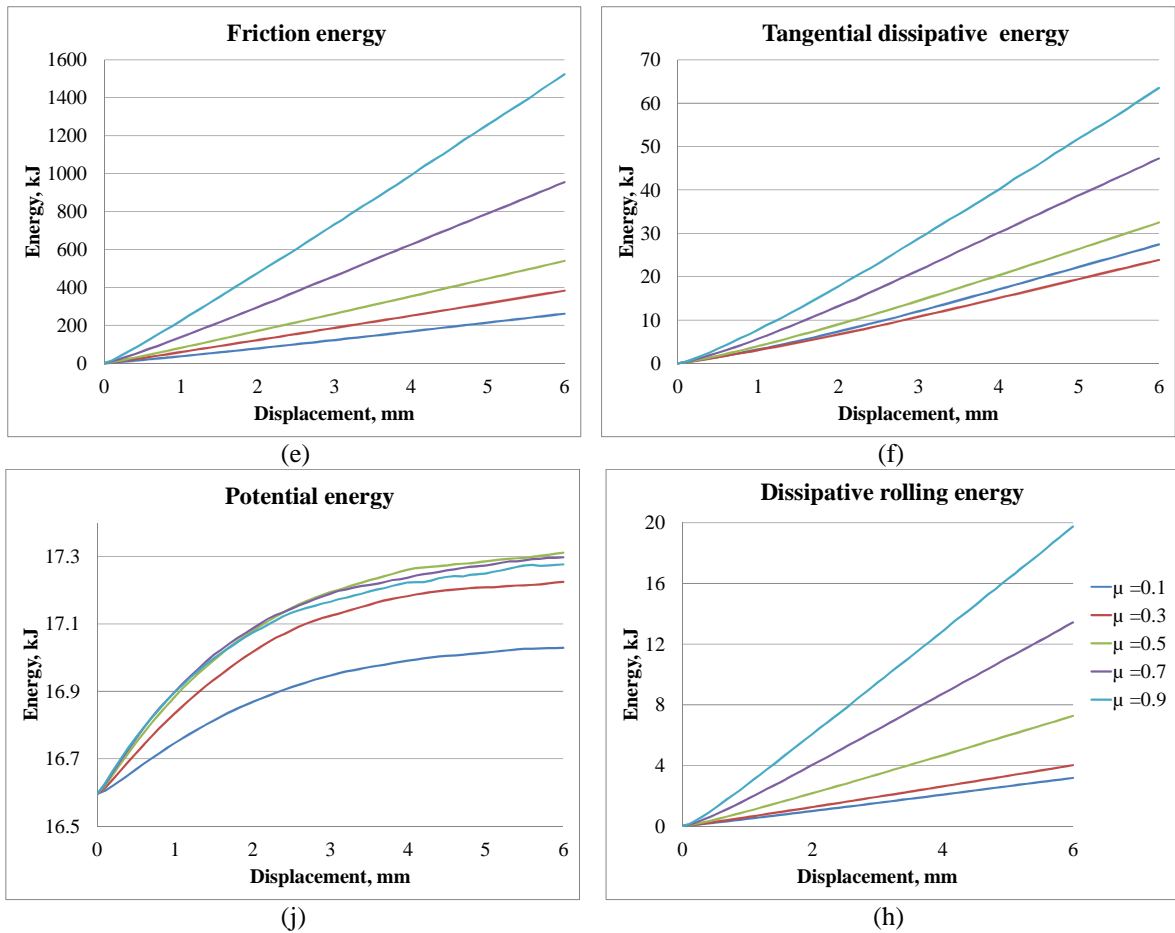 Friction energy
1600
1400
1200
1000
800
600
400
200
0
Energy, kJ
0 1 2 3 4 5 6
Displacement, mm
(e)
Tangential dissipative energy
70
60
50
40
30
20
10
0
Energy, kJ
0 1 2 3 4 5 6
Displacement, mm
(f)
Potential energy
17.3
17.1
16.9
16.7
16.5
Energy, kJ
0 1 2 3 4 5 6
Displacement, mm
(j)
Dissipative rolling energy
20
16
12
8
4
0
Energy, kJ
0 2 4 6
Displacement, mm
μ =0.1
μ =0.3
μ =0.5
μ =0.7
μ =0.9
(h)